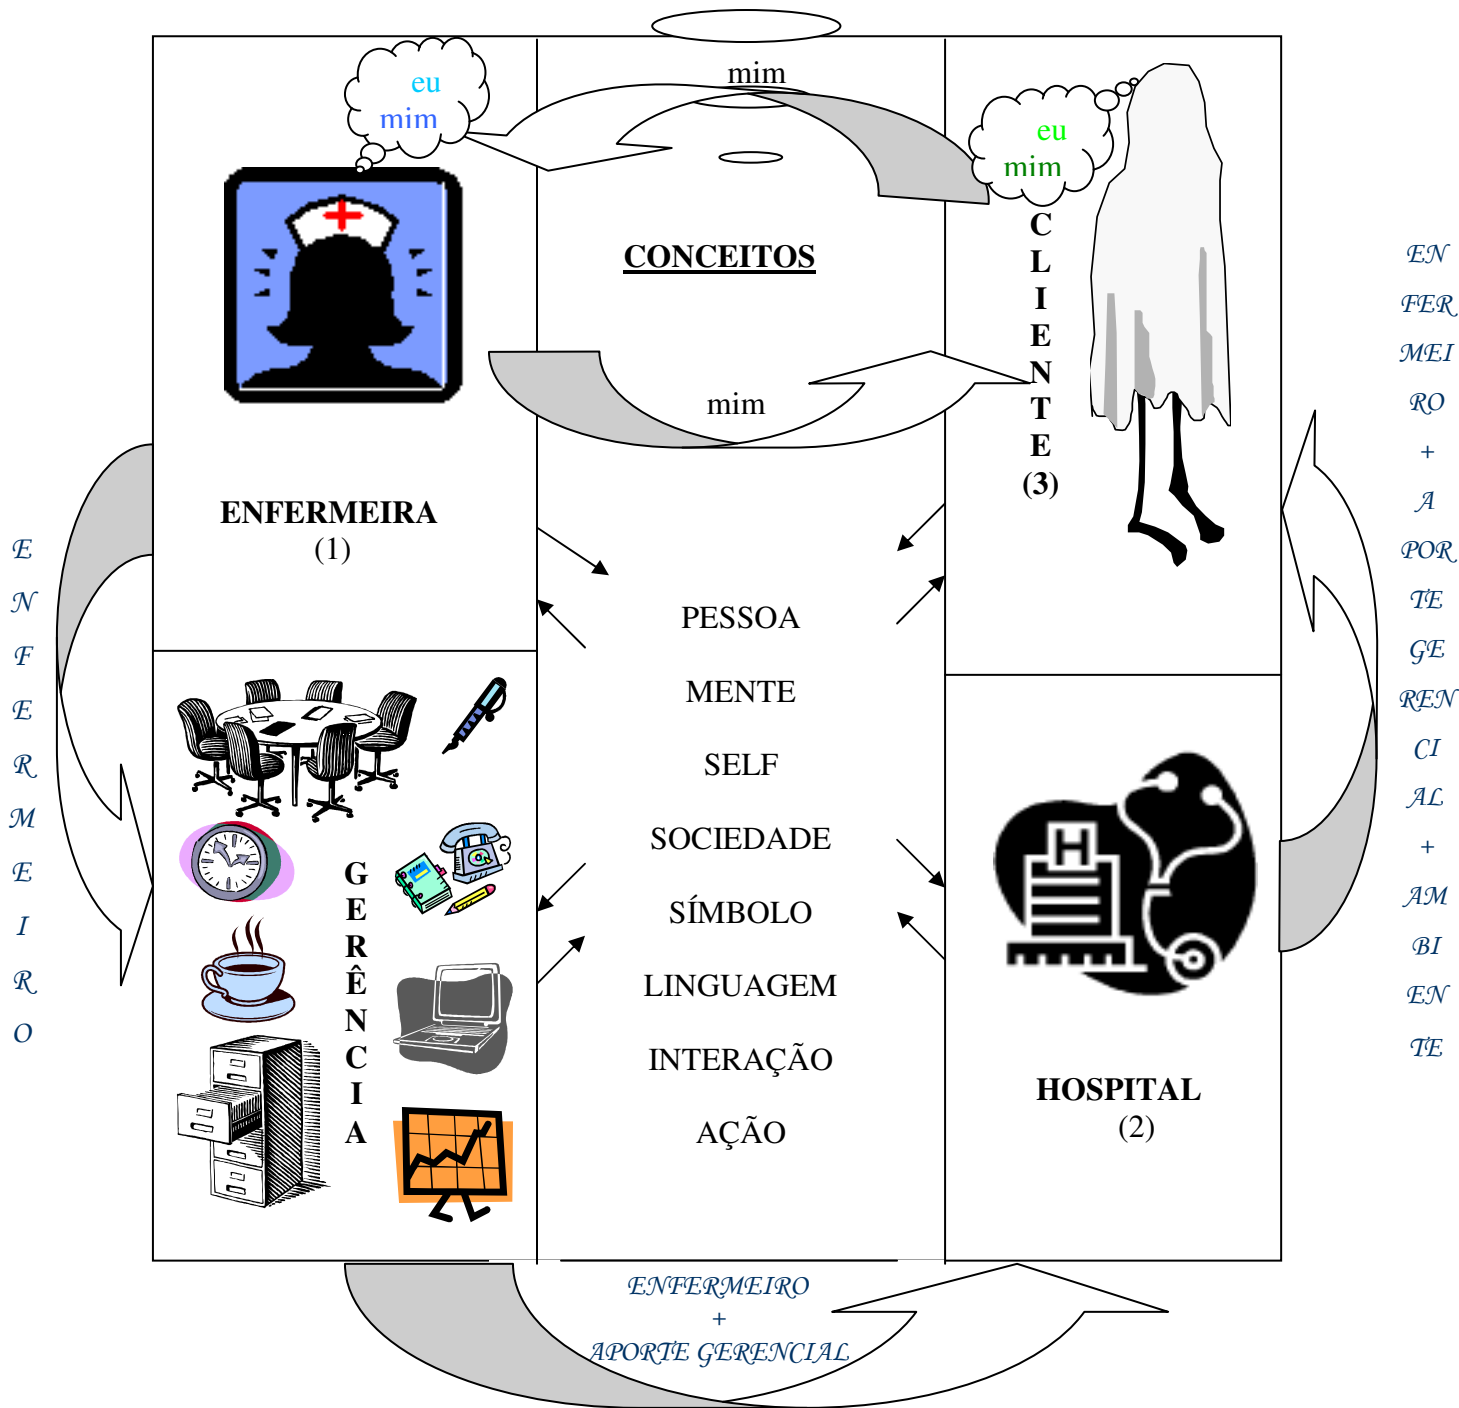 mim
eu
mim
eu
mim
CONCEITOS
C
L
I
E
N
T
E
(3)
mim
ENFERMEIRA
(1)
E
N
F
E
R
M
E
I
R
O
PESSOA
MENTE
SELF
SOCIEDADE
SÍMBOLO
LINGUAGEM
INTERAÇÃO
AÇÃO
G
E
R
Ê
N
C
I
A
H
HOSPITAL
(2)
EN
FER
MEI
RO
+
A
POR
TE
GE
REN
CI
AL
+
AM
BI
EN
TE
ENFERMEIRO
+
APORTE GERENCIAL